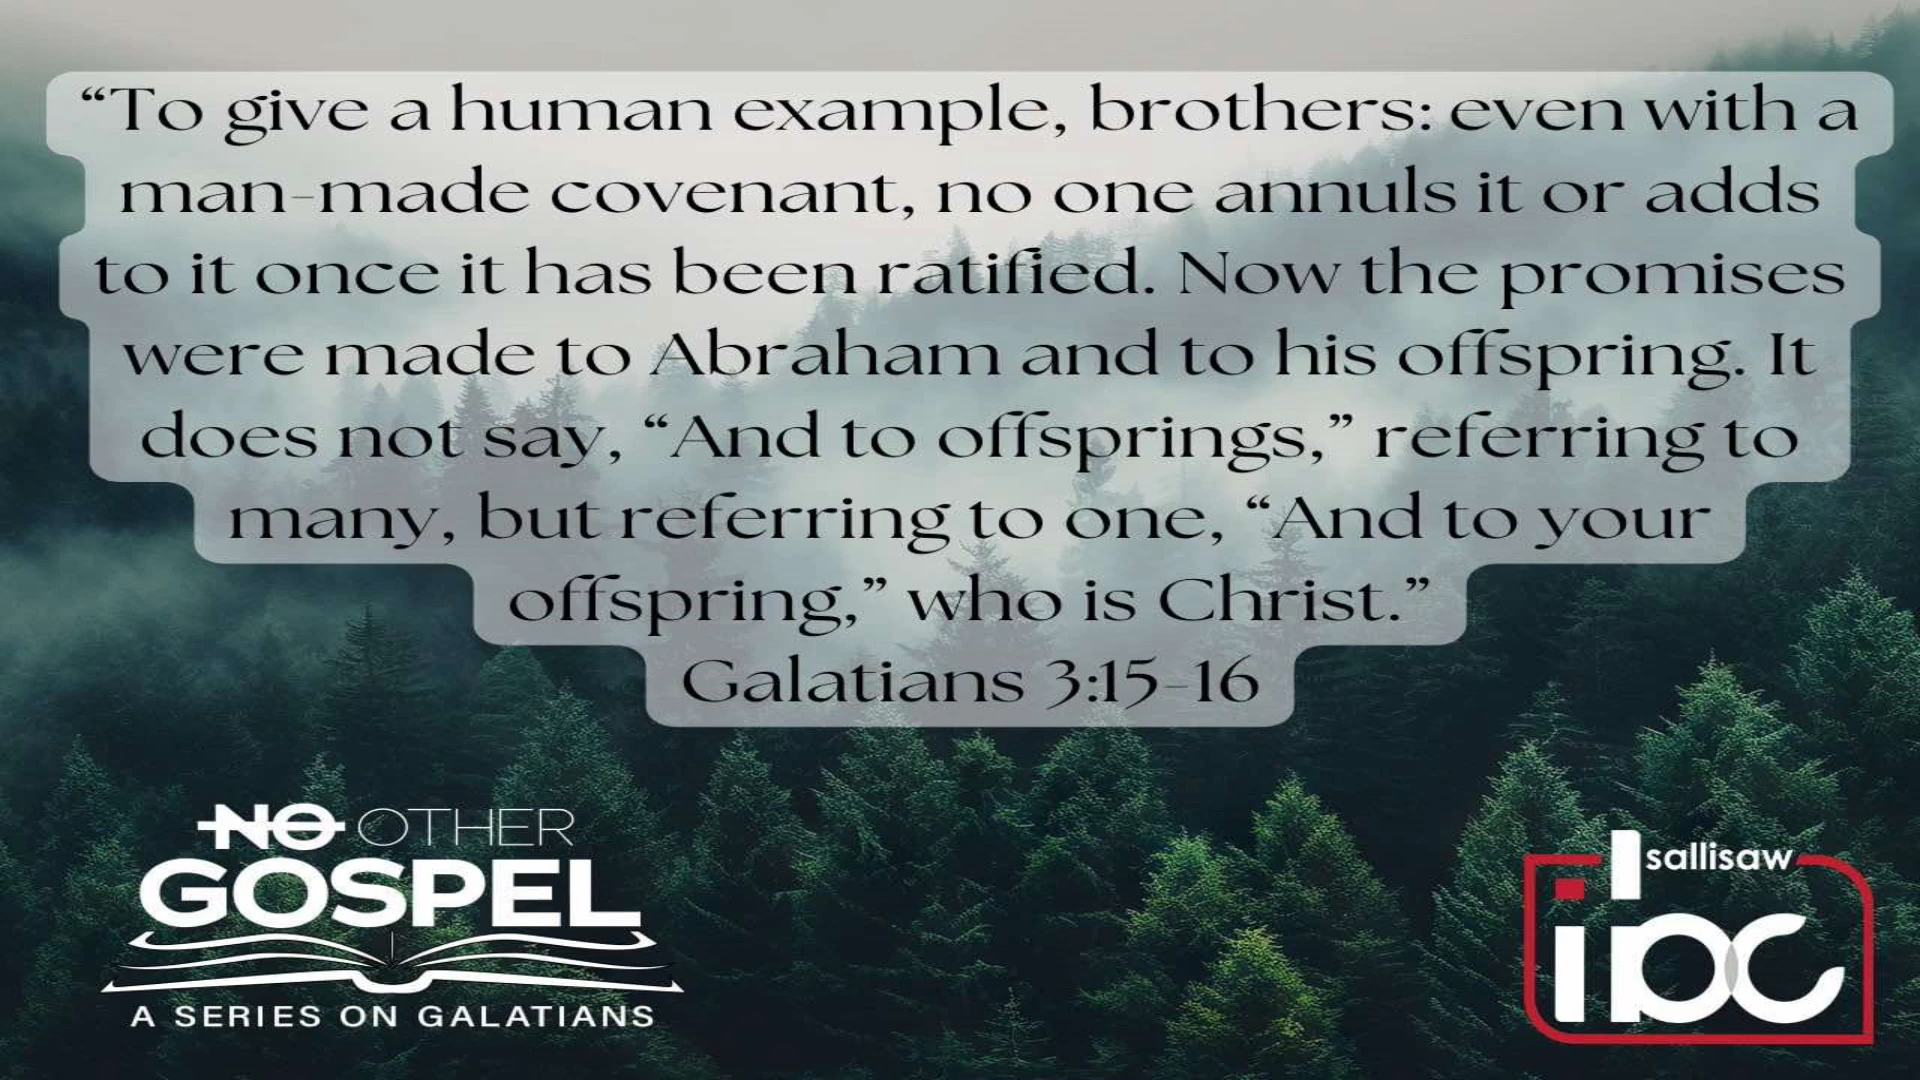 “To give a human example, brothers: even with a
man-made covenant, no one annuls it or adds
to it once it has been ratified. Now the promises
were made to Abraham and to his offspring. It
does not say, “And to offsprings,” referring to
many, but referring to one, “And to your
offspring,” who is Christ.”
Galatians 3:15-16
NO OTHER
GOSPEL
A SERIES ON GALATIANS
sallisaw
ibc